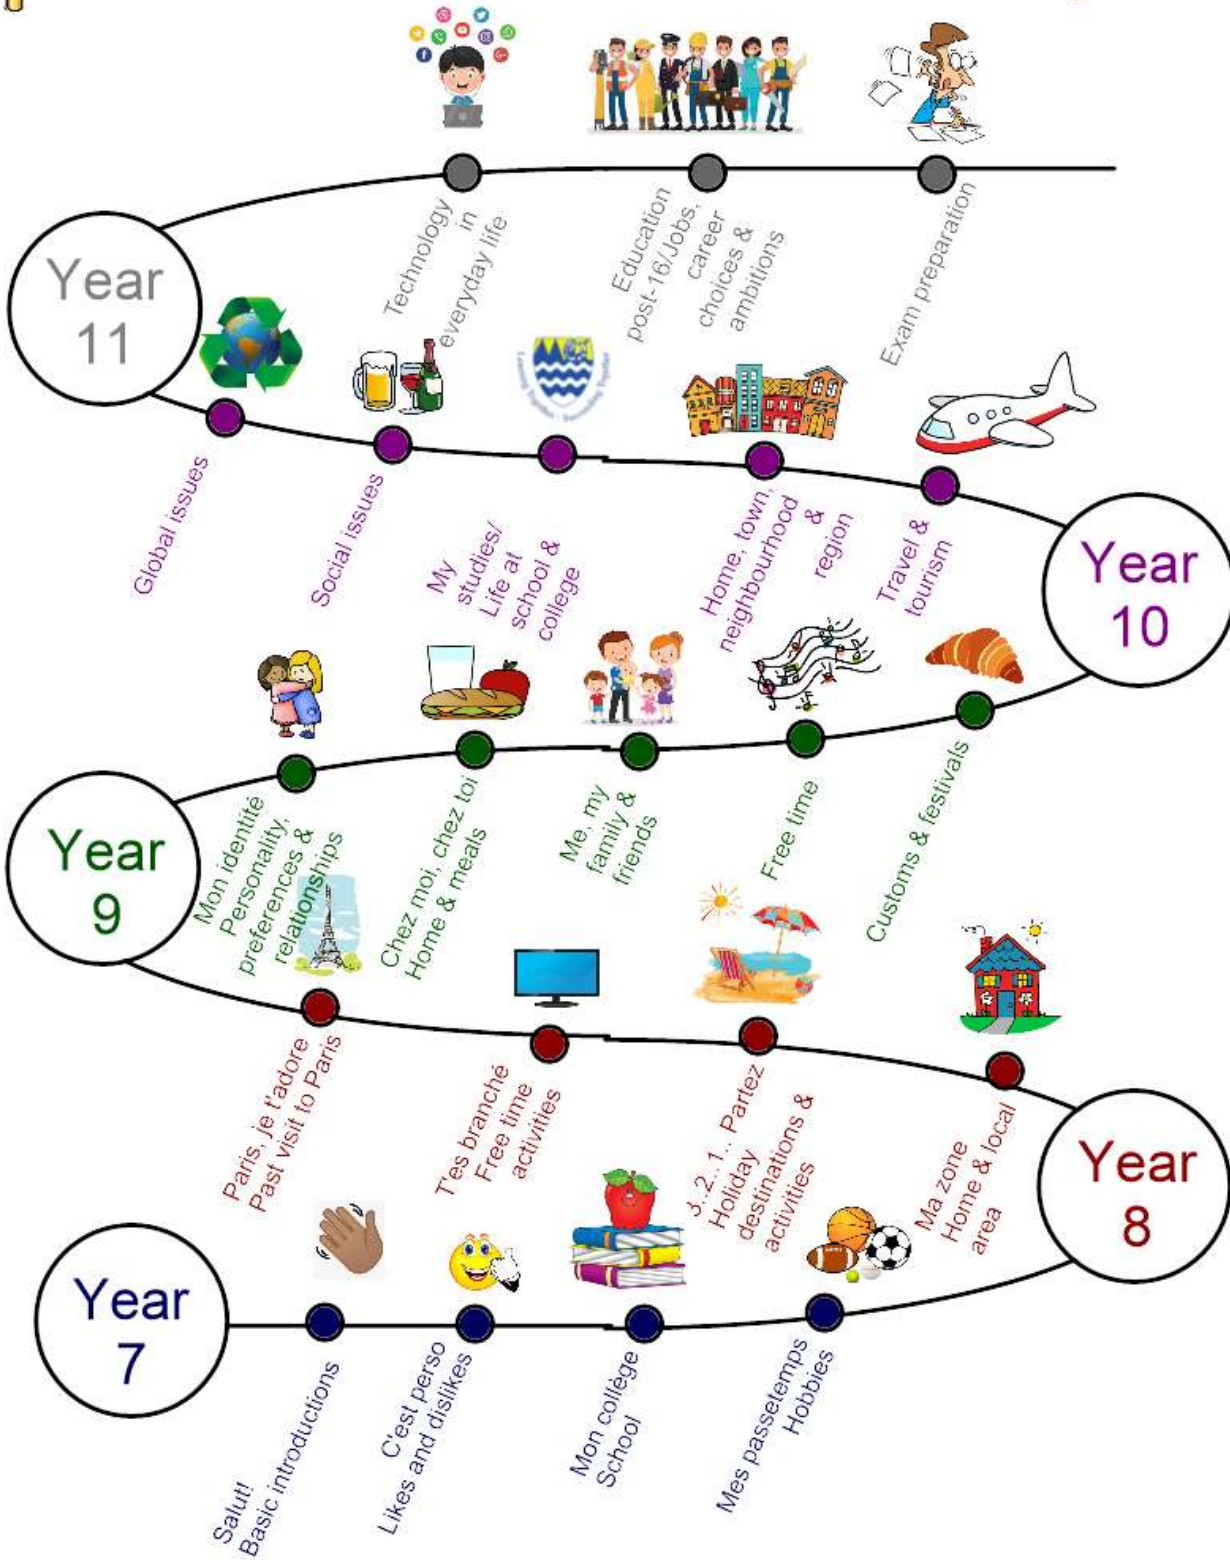 Year
11
Technology
in
everyday life
Education
post-16/Jobs,
career
choices &
ambitions
Exam preparation
Global issues
Social issues
My
studies/
Life at
school &
college
Home, town,
neighbourhood
&
region
Travel &
tourism
Year
10
Year
9
Mon identité
Personality,
preferences &
relationships
Chez moi, chez toi
Home & meals
Me, my
family &
friends
Free time
Customs & festivals
Paris, je t'adore
Past visit to Paris
T'es branché
Free time
activities
3..2..1.. Partez
Holiday
destinations &
activities
Ma zone
Home & local
area
Year
8
Year
7
Salut!
Basic introductions
C'est perso
Likes and dislikes
Mon collège
School
Mes passetemps
Hobbies